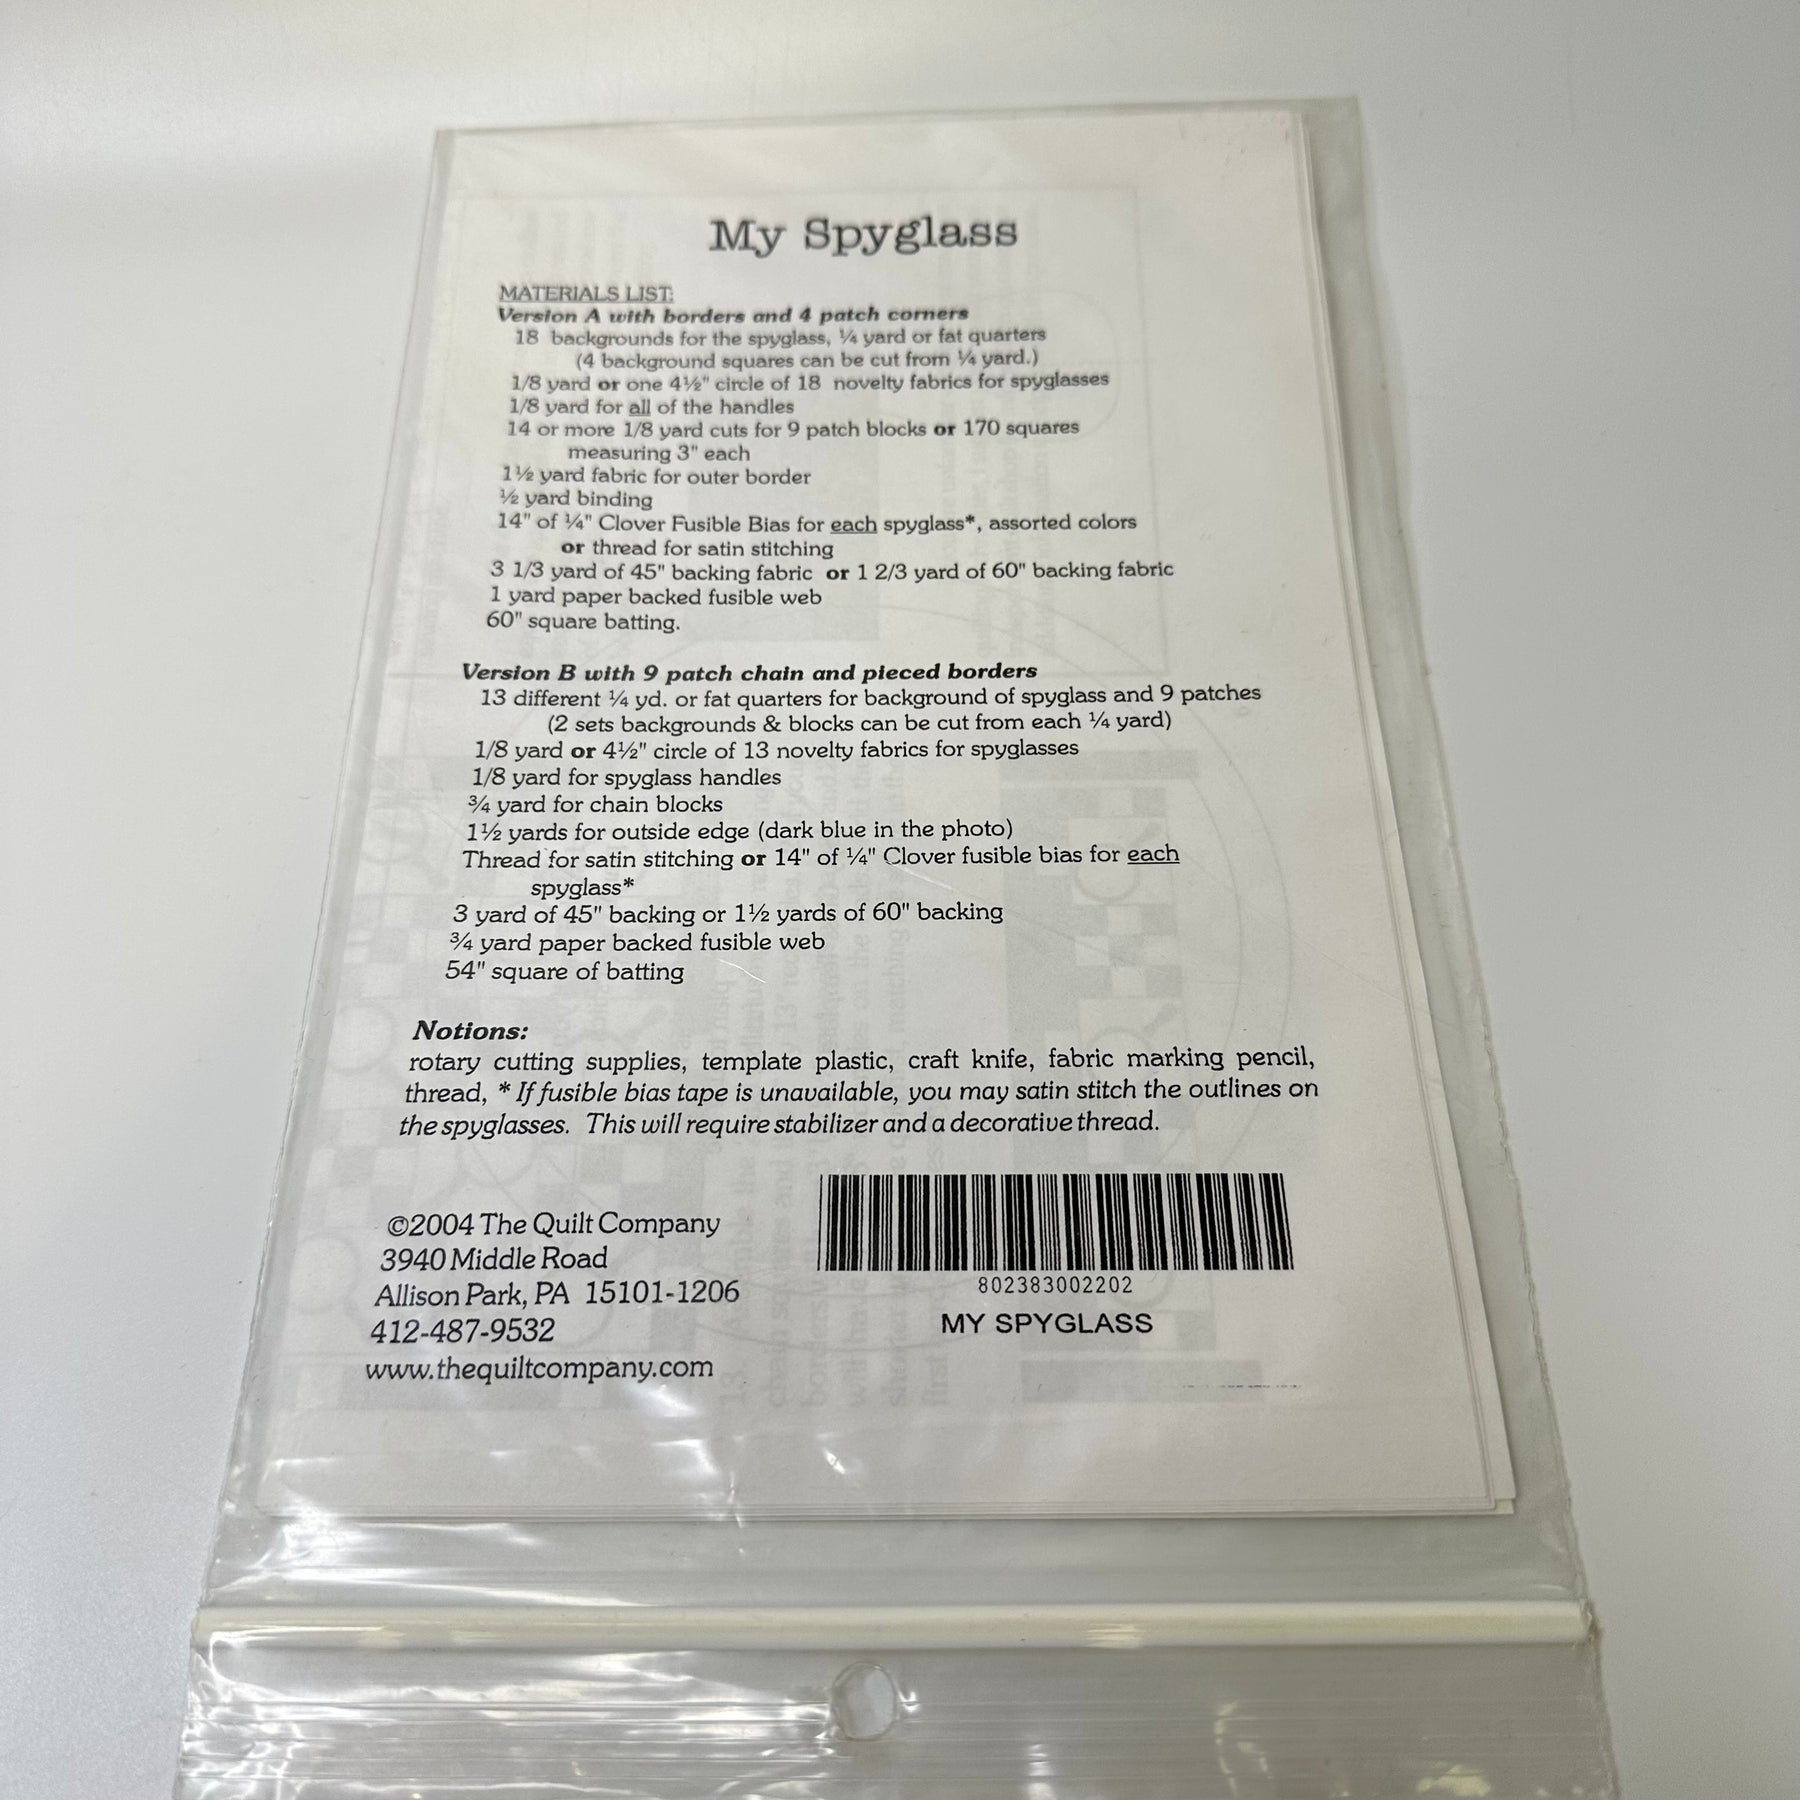 My Spyglass
MATERIALS LIST:
Version A with borders and 4 patch corners
18 backgrounds for the spyglass, ¼ yard or fat quarters
(4 background squares can be cut from ¼ yard.)
1/8 yard or one 4½" circle of 18 novelty fabrics for spyglasses
1/8 yard for all of the handles
14 or more 1/8 yard cuts for 9 patch blocks or 170 squares
measuring 3" each
1½ yard fabric for outer border
½ yard binding
14" of ¼" Clover Fusible Bias for each spyglass*, assorted colors
or thread for satin stitching
3 1/3 yard of 45" backing fabric or 1 2/3 yard of 60" backing fabric
1 yard paper backed fusible web
60" square batting.
Version B with 9 patch chain and pieced borders
13 different ¼ yd. or fat quarters for background of spyglass and 9 patches
(2 sets backgrounds & blocks can be cut from each ¼ yard)
1/8 yard or 4½" circle of 13 novelty fabrics for spyglasses
1/8 yard for spyglass handles
¾ yard for chain blocks
1½ yards for outside edge (dark blue in the photo)
Thread for satin stitching or 14" of ¼" Clover fusible bias for each
spyglass*
3 yard of 45" backing or 1½ yards of 60" backing
¾ yard paper backed fusible web
54" square of batting
Notions:
rotary cutting supplies, template plastic, craft knife, fabric marking pencil,
thread, * If fusible bias tape is unavailable, you may satin stitch the outlines on
the spyglasses. This will require stabilizer and a decorative thread.
©2004 The Quilt Company
3940 Middle Road
Allison Park, PA 15101-1206
412-487-9532
www.thequiltcompany.com
802383002202
MY SPYGLASS